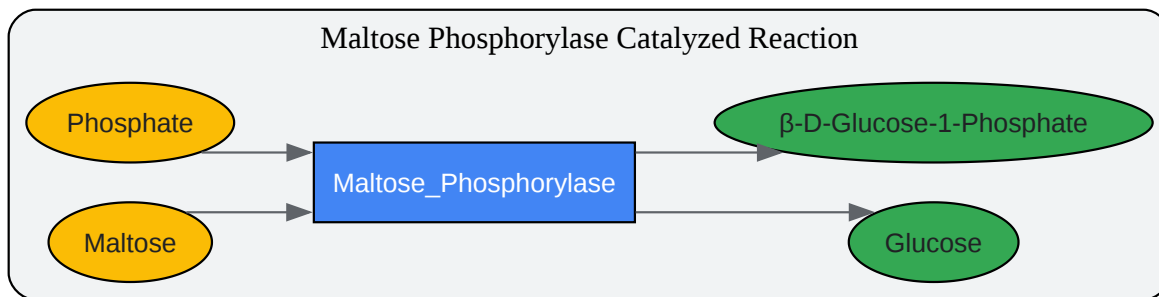 Maltose Phosphorylase Catalyzed Reaction
Phosphate
Maltose
Maltose_Phosphorylase
β-D-Glucose-1-Phosphate
Glucose